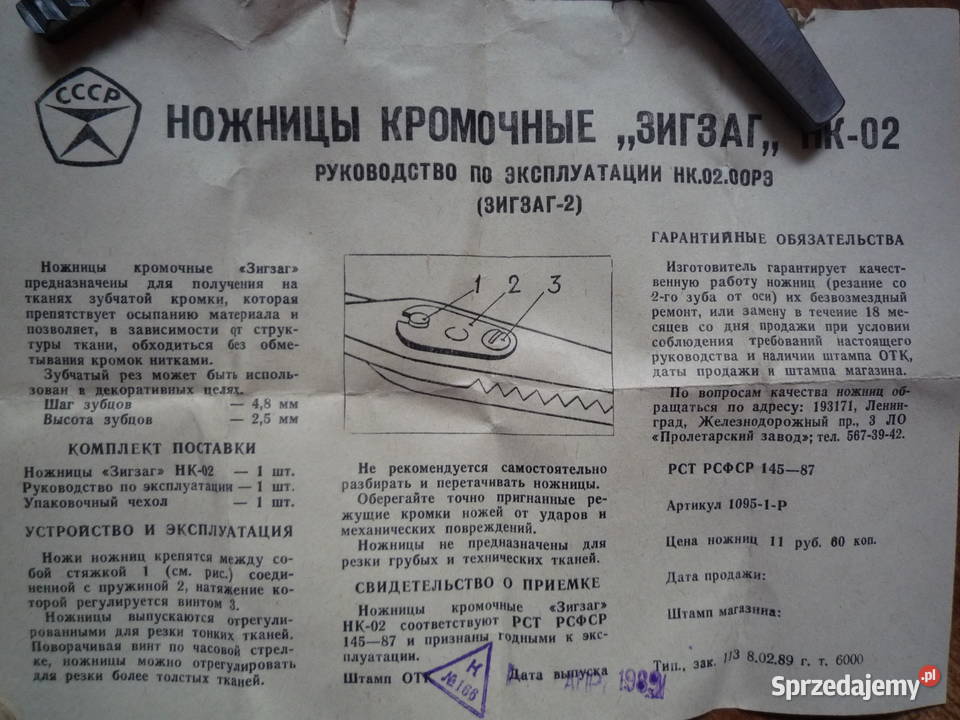 СССР
НОЖНИЦЫ КРОМОЧНЫЕ „ЗИГЗАГ„ НК-02
РУКОВОДСТВО ПО ЭКСПЛУАТАЦИИ НК.02.00РЭ
(ЗИГЗАГ-2)
Ножницы кромочные «Зигзаг»
предназначены для получения на
тканях зубчатой кромки, которая
препятствует осыпанию материала и
позволяет, в зависимости от струк-
туры ткани, обходиться без обме-
тывания кромок нитками.
Зубчатый рез может быть исполь-
зован в декоративных целях.
Шаг зубцов — 4,8 мм
Высота зубцов — 2,5 мм
КОМПЛЕКТ ПОСТАВКИ
Ножницы «Зигзаг» НК-02 — 1 шт.
Руководство по эксплуатации — 1 шт.
Упаковочный чехол — 1 шт.
УСТРОЙСТВО И ЭКСПЛУАТАЦИЯ
Ножи ножниц крепятся между со-
бой стяжкой 1 (см. рис.) соеди-
ненной с пружиной 2, натяжение ко-
торой регулируется винтом 3.
Ножницы выпускаются отрегули-
рованными для резки тонких тканей.
Поворачивая винт по часовой стрел-
ке, ножницы можно отрегулировать
для резки более толстых тканей.
1 2 3
Не рекомендуется самостоятельно
разбирать и перетачивать ножницы.
Оберегайте точно пригнанные ре-
жущие кромки ножей от ударов и
механических повреждений.
Ножницы не предназначены для
резки грубых и технических тканей.
СВИДЕТЕЛЬСТВО О ПРИЕМКЕ
Ножницы кромочные «Зигзаг»
НК-02 соответствуют РСТ РСФСР
145—87 и признаны годными к экс-
плуатации.
Штамп ОТК Дата выпуска
Н
№166
АПР 1989
ГАРАНТИЙНЫЕ ОБЯЗАТЕЛЬСТВА
Изготовитель гарантирует качест-
венную работу ножниц (резание со
2-го зуба от оси) их безвозмездный
ремонт, или замену в течение 18 ме-
сяцев со дня продажи при условии
соблюдения требований настоящего
руководства и наличии штампа ОТК,
даты продажи и штампа магазина.
По вопросам качества ножниц об-
ращаться по адресу: 193171, Ленин-
град, Железнодорожный пр., 3 ЛО
«Пролетарский завод»; тел. 567-39-42.
РСТ РСФСР 145—87
Артикул 1095-1-Р
Цена ножниц 11 руб. 60 коп.
Дата продажи:
Штамп магазина:
Тип., зак. 113 8.02.89 г. т. 6000
Sprzedajemy.pl